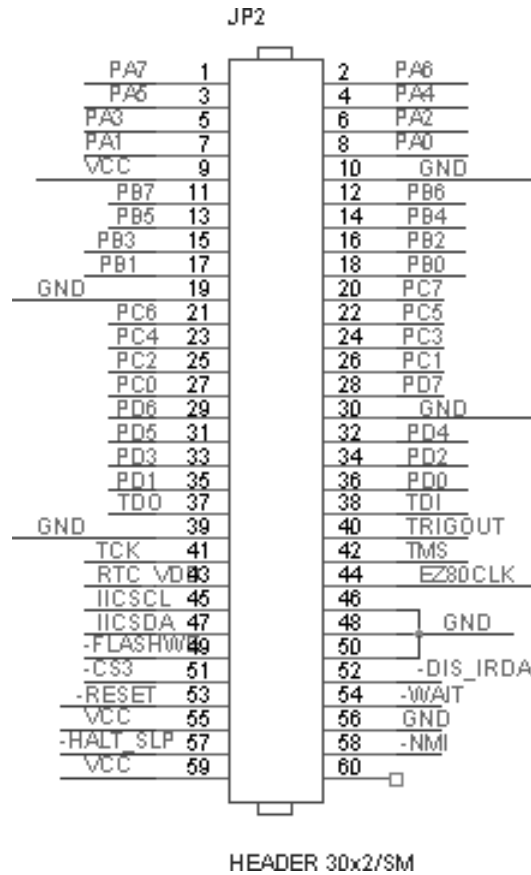 JP2
PA7 1 2 PA6
PA5 3 4 PA4
PA3 5 6 PA2
PA1 7 8 PA0
VCC 9 10 GND
PB7 11 12 PB6
PB5 13 14 PB4
PB3 15 16 PB2
PB1 17 18 PB0
GND 19 20 PC7
PC6 21 22 PC5
PC4 23 24 PC3
PC2 25 26 PC1
PC0 27 28 PD7
PD6 29 30 GND
PD5 31 32 PD4
PD3 33 34 PD2
PD1 35 36 PD0
TDO 37 38 TDI
GND 39 40 TRIGOUT
TCK 41 42 TMS
RTC_VDD 43 44 EZ80CLK
IICSCL 45 46
IICSDA 47 48 GND
-FLASHWE 49 50
-CS3 51 52 -DIS_IRDA
-RESET 53 54 -WAIT
VCC 55 56 GND
-HALT_SLP 57 58 -NMI
VCC 59 60
HEADER 30x2/SM